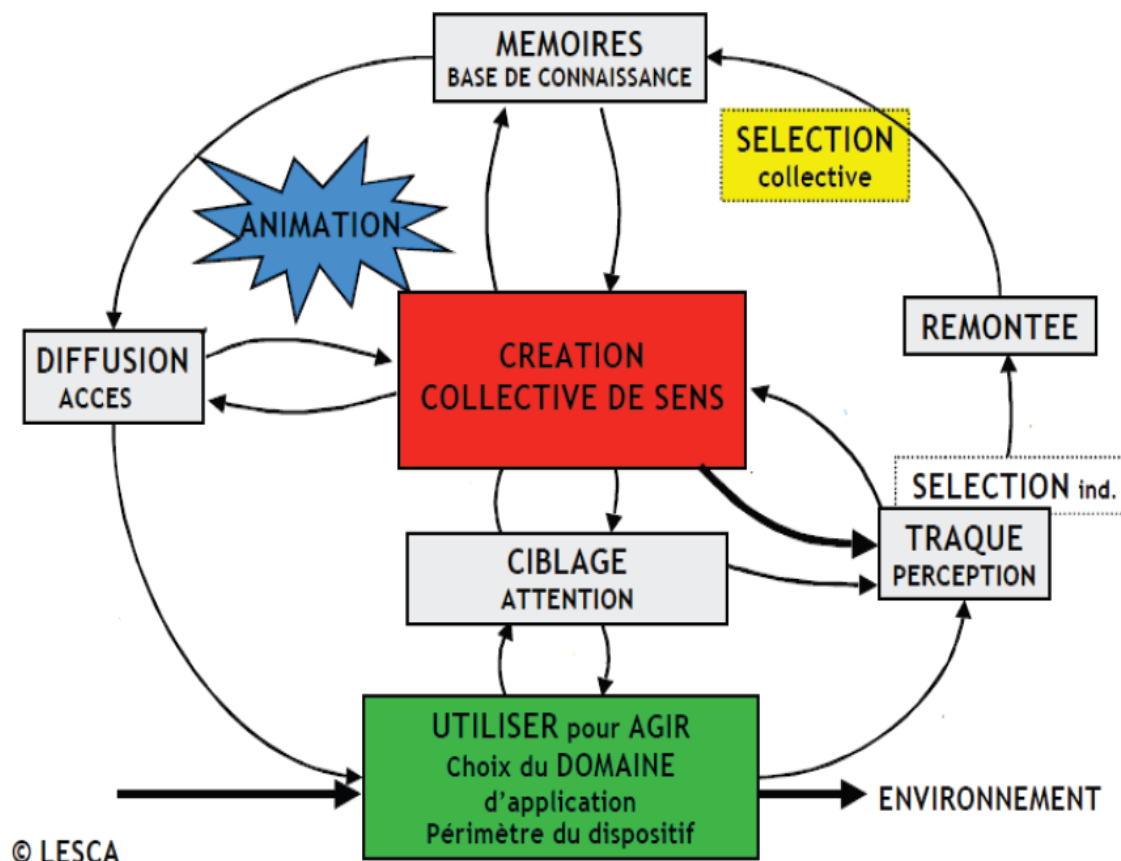 MEMOIRES
BASE DE CONNAISSANCE
SELECTION
collective
ANIMATION
REMONTEE
DIFFUSION
ACCES
CREATION
COLLECTIVE DE SENS
SELECTION ind.
TRAQUE
PERCEPTION
CIBLAGE
ATTENTION
UTILISER pour AGIR
Choix du DOMAINE
d'application
Périmètre du dispositif
ENVIRONNEMENT
© LESCA